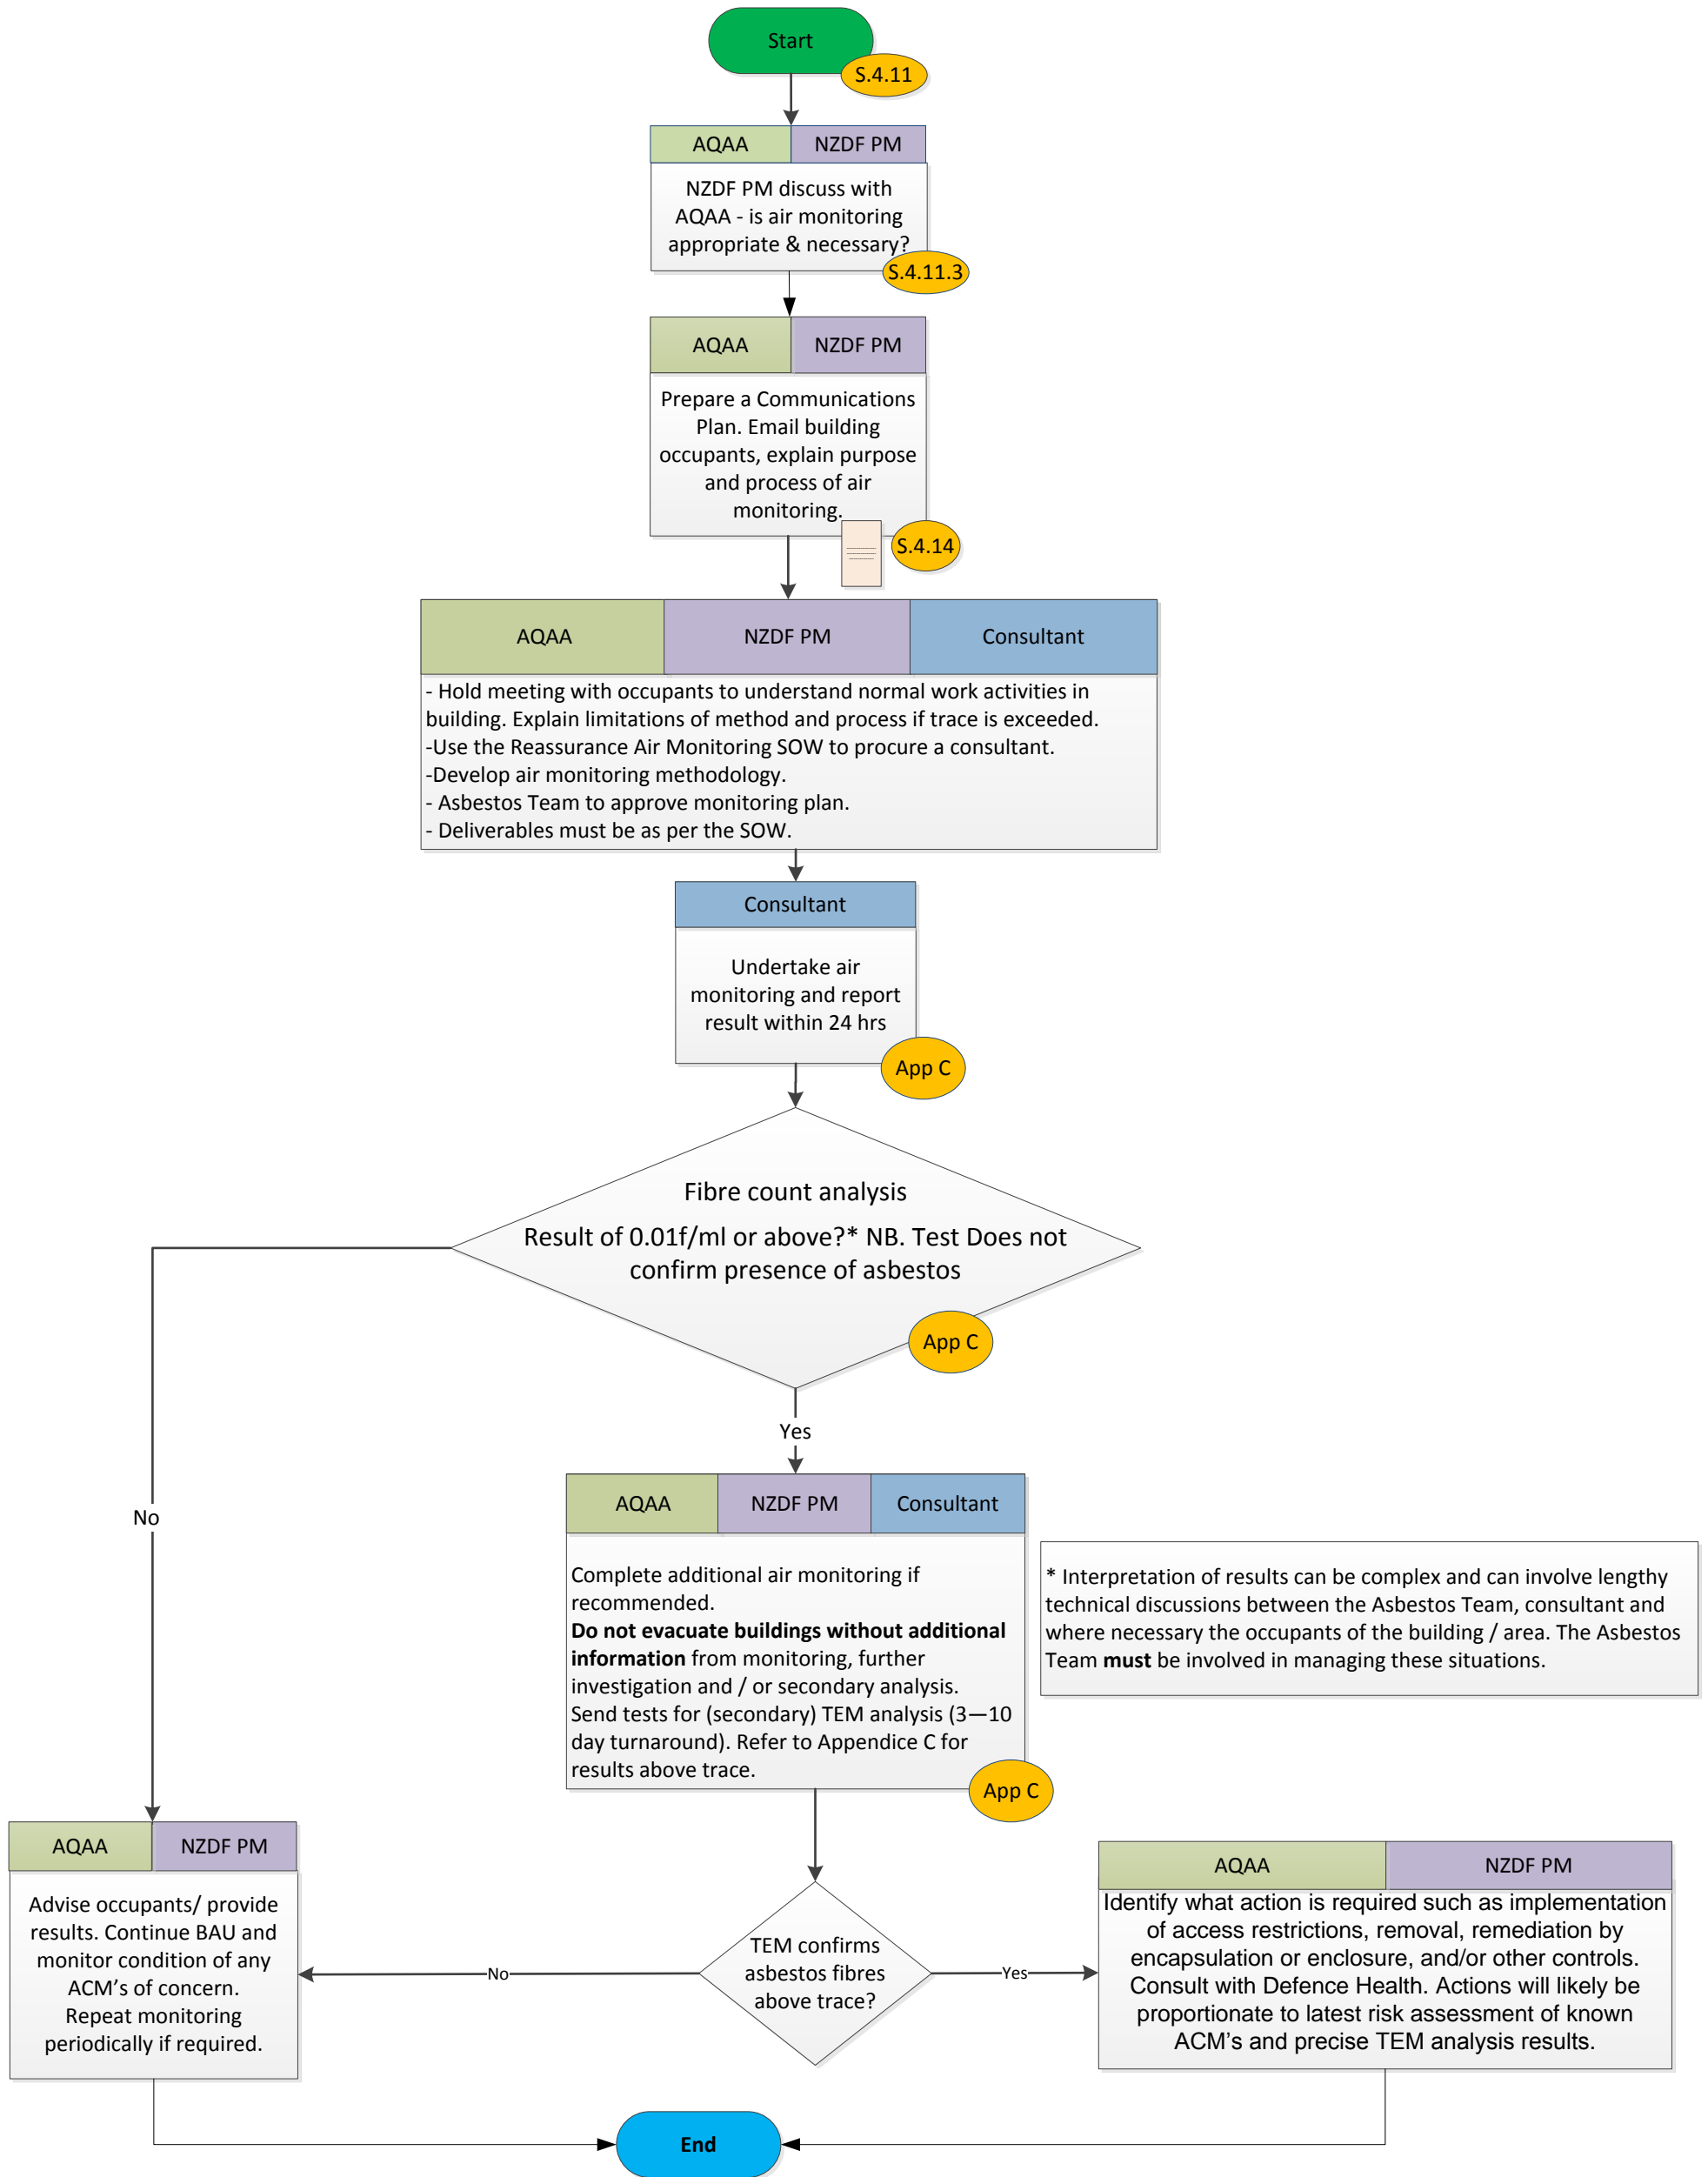 Start
S.4.11
AQAA
NZDF PM
NZDF PM discuss with
AQAA - is air monitoring
appropriate & necessary?
S.4.11.3
AQAA
NZDF PM
Prepare a Communications
Plan. Email building
occupants, explain purpose
and process of air
monitoring.
S.4.14
AQAA
NZDF PM
Consultant
- Hold meeting with occupants to understand normal work activities in
building. Explain limitations of method and process if trace is exceeded.
-Use the Reassurance Air Monitoring SOW to procure a consultant.
-Develop air monitoring methodology.
- Asbestos Team to approve monitoring plan.
- Deliverables must be as per the SOW.
Consultant
Undertake air
monitoring and report
result within 24 hrs
App C
Fibre count analysis
Result of 0.01f/ml or above?* NB. Test Does not
confirm presence of asbestos
App C
Yes
No
AQAA
NZDF PM
Consultant
Complete additional air monitoring if
recommended.
Do not evacuate buildings without additional
information from monitoring, further
investigation and / or secondary analysis.
Send tests for (secondary) TEM analysis (3—10
day turnaround). Refer to Appendice C for
results above trace.
App C
* Interpretation of results can be complex and can involve lengthy
technical discussions between the Asbestos Team, consultant and
where necessary the occupants of the building / area. The Asbestos
Team must be involved in managing these situations.
AQAA
NZDF PM
Advise occupants/ provide
results. Continue BAU and
monitor condition of any
ACM's of concern.
Repeat monitoring
periodically if required.
No
TEM confirms
asbestos fibres
above trace?
Yes
AQAA
NZDF PM
Identify what action is required such as implementation
of access restrictions, removal, remediation by
encapsulation or enclosure, and/or other controls.
Consult with Defence Health. Actions will likely be
proportionate to latest risk assessment of known
ACM's and precise TEM analysis results.
End